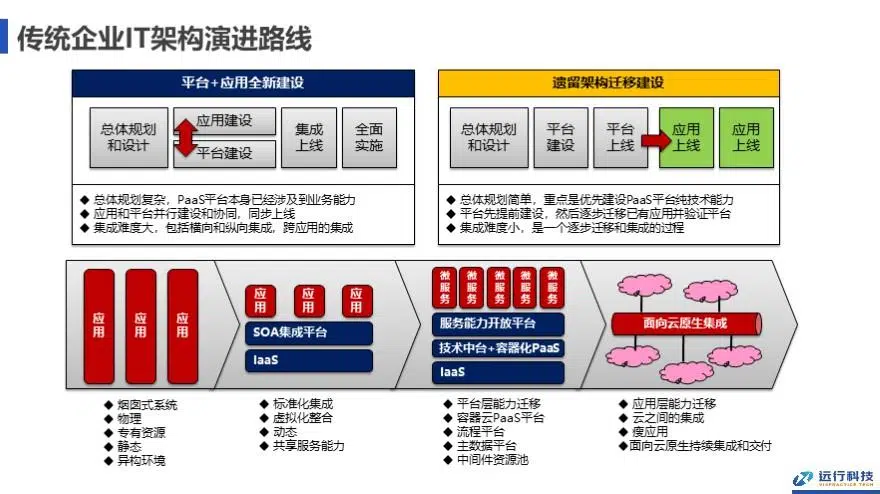 传统企业IT架构演进路线
平台+应用全新建设
总体规划
和设计
应用建设
平台建设
集成
上线
全面
实施
◆ 总体规划复杂，PaaS平台本身已经涉及到业务能力
◆ 应用和平台并行建设和协同，同步上线
◆ 集成难度大，包括横向和纵向集成，跨应用的集成
遗留架构迁移建设
总体规划
和设计
平台
建设
平台
上线
应用
上线
应用
上线
◆ 总体规划简单，重点是优先建设PaaS平台纯技术能力
◆ 平台先提前建设，然后逐步迁移已有应用并验证平台
◆ 集成难度小，是一个逐步迁移和集成的过程
应用
应用
应用
◆ 烟囱式系统
◆ 物理
◆ 专有资源
◆ 静态
◆ 异构环境
应用
应用
应用
SOA集成平台
IaaS
◆ 标准化集成
◆ 虚拟化整合
◆ 动态
◆ 共享服务能力
微服务
微服务
微服务
微服务
微服务
服务能力开放平台
技术中台+容器化PaaS
IaaS
◆ 平台层能力迁移
◆ 容器云PaaS平台
◆ 流程平台
◆ 主数据平台
◆ 中间件资源池
面向云原生集成
◆ 应用层能力迁移
◆ 云之间的集成
◆ 瘦应用
◆面向云原生持续集成和交付
远行科技